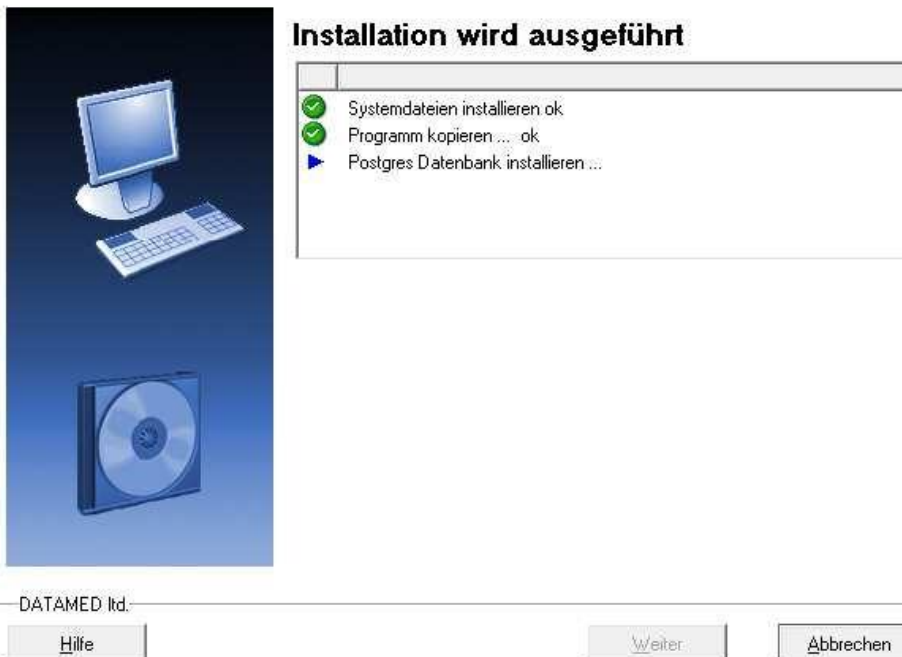 Installation wird ausgeführt
Systemdateien installieren ok
Programm kopieren ... ok
Postgres Datenbank installieren ...
DATAMED ltd.
Hilfe
Weiter
Abbrechen